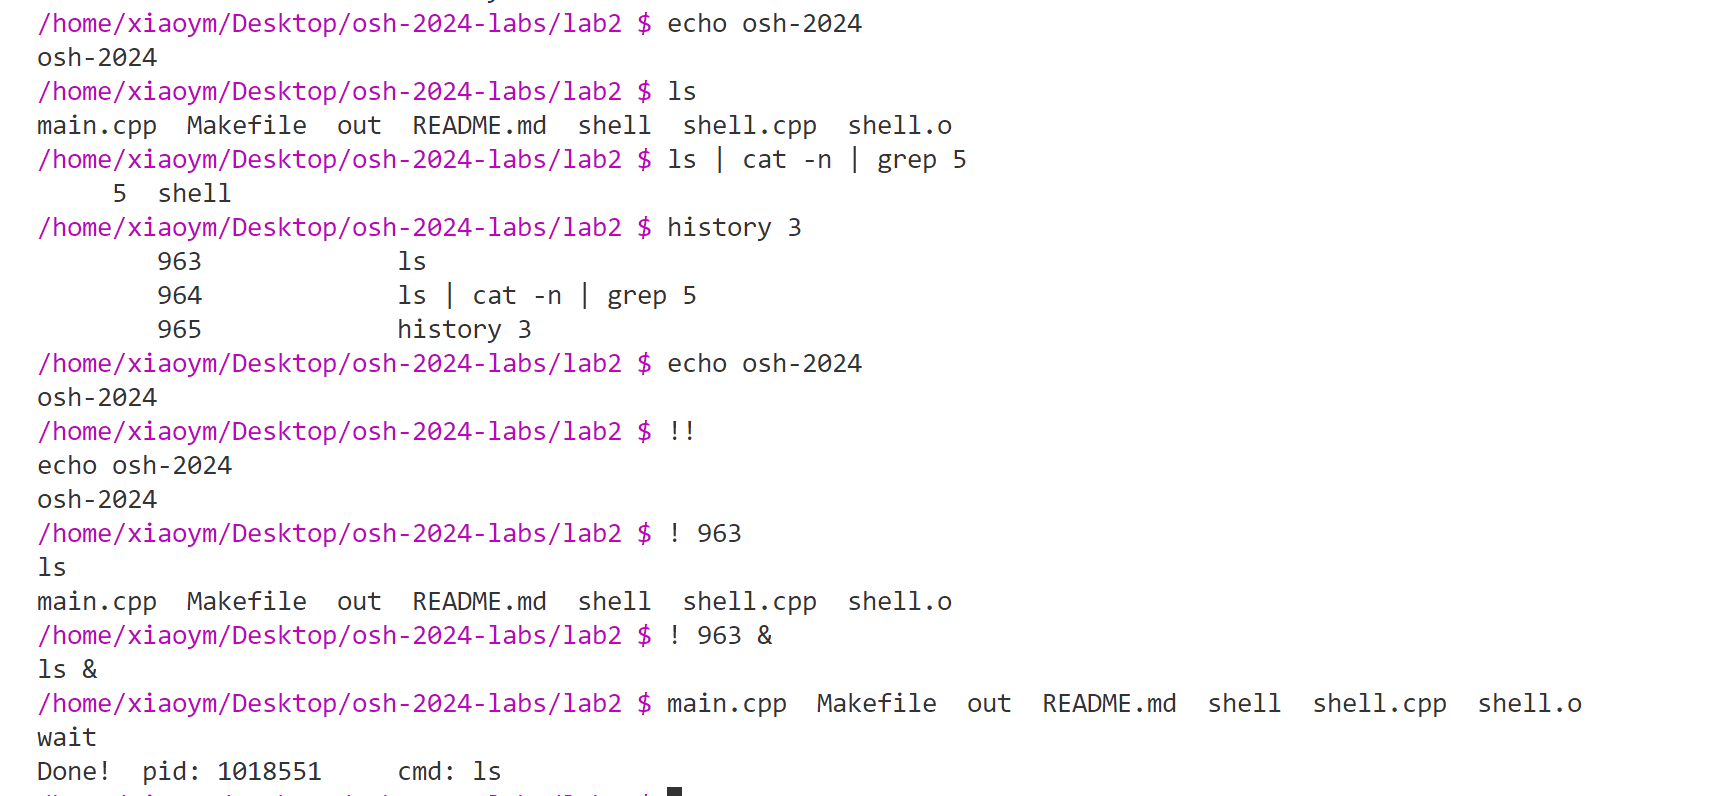 /home/xiaoym/Desktop/osh-2024-labs/lab2 $ echo osh-2024
osh-2024
/home/xiaoym/Desktop/osh-2024-labs/lab2 $ ls
main.cpp  Makefile  out  README.md  shell  shell.cpp  shell.o
/home/xiaoym/Desktop/osh-2024-labs/lab2 $ ls | cat -n | grep 5
     5  shell
/home/xiaoym/Desktop/osh-2024-labs/lab2 $ history 3
        963             ls
        964             ls | cat -n | grep 5
        965             history 3
/home/xiaoym/Desktop/osh-2024-labs/lab2 $ echo osh-2024
osh-2024
/home/xiaoym/Desktop/osh-2024-labs/lab2 $ !!
echo osh-2024
osh-2024
/home/xiaoym/Desktop/osh-2024-labs/lab2 $ ! 963
ls
main.cpp  Makefile  out  README.md  shell  shell.cpp  shell.o
/home/xiaoym/Desktop/osh-2024-labs/lab2 $ ! 963 &
ls &
/home/xiaoym/Desktop/osh-2024-labs/lab2 $ main.cpp  Makefile  out  README.md  shell  shell.cpp  shell.o
wait
Done!  pid: 1018551     cmd: ls